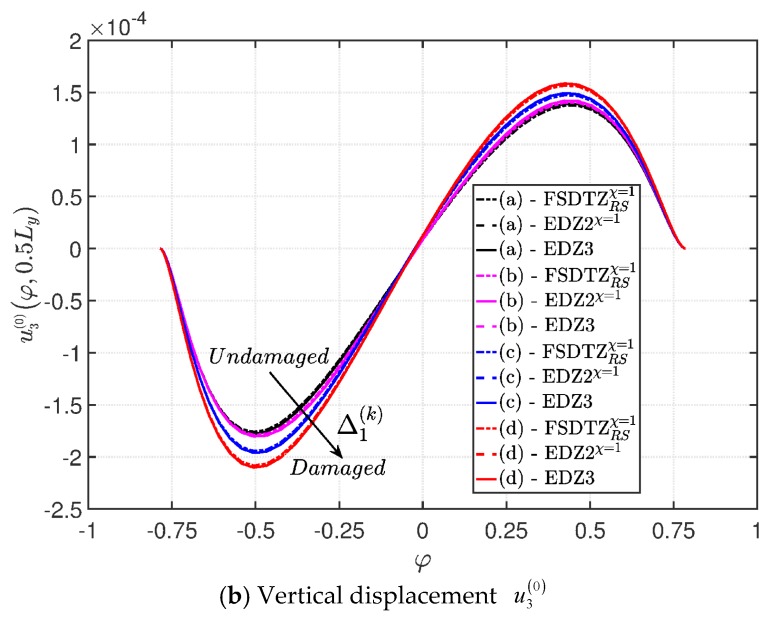 ×10⁻⁴
2
1.5
1
0.5
0
-0.5
-1
-1.5
-2
-2.5
u₃⁽⁰⁾(φ, 0.5L_y)
(a) - FSDTZ_RS^χ=1
(a) - EDZ2^χ=1
(a) - EDZ3
(b) - FSDTZ_RS^χ=1
(b) - EDZ2^χ=1
(b) - EDZ3
(c) - FSDTZ_RS^χ=1
(c) - EDZ2^χ=1
(c) - EDZ3
(d) - FSDTZ_RS^χ=1
(d) - EDZ2^χ=1
(d) - EDZ3
Undamaged
Δ₁⁽ᵏ⁾
Damaged
-1 -0.75 -0.5 -0.25 0 0.25 0.5 0.75 1
φ
(b) Vertical displacement u₃⁽⁰⁾